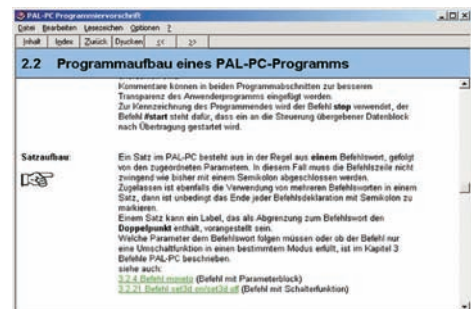 PAL-PC Programmiervorschrift
Datei Bearbeiten Lesezeichen Optionen ?
Inhalt Index Zurück Drucken << >>
2.2 Programmaufbau eines PAL-PC-Programms
Kommentare können in beiden Programmabschnitten zur besseren
Transparenz des Anwenderprogramms eingefügt werden.
Zur Kennzeichnung des Programmendes wird der Befehl stop verwendet, der
Befehl #start steht dafür, dass ein an die Steuerung übergebener Datenblock
nach Übertragung gestartet wird.
Satzaufbau:
Ein Satz im PAL-PC besteht aus in der Regel aus einem Befehlswort, gefolgt
von den zugeordneten Parametern. In diesem Fall muss die Befehlszeile nicht
zwingend wie bisher mit einem Semikolon abgeschlossen werden.
Zugelassen ist ebenfalls die Verwendung von mehreren Befehlsworten in einem
Satz, dann ist unbedingt das Ende jeder Befehlsdeklaration mit Semikolon zu
markieren.
Einem Satz kann ein Label, das als Abgrenzung zum Befehlswort den
Doppelpunkt enthält, vorangestellt sein.
Welche Parameter dem Befehlswort folgen müssen oder ob der Befehl nur
eine Umschaltfunktion in einen bestimmtem Modus erfüllt, ist im Kapitel 3
Befehle PAL-PC beschrieben.
siehe auch:
3.2.4 Befehl moveto (Befehl mit Parameterblock)
3.2.21 Befehl set3d on/set3d off (Befehl mit Schalterfunktion)